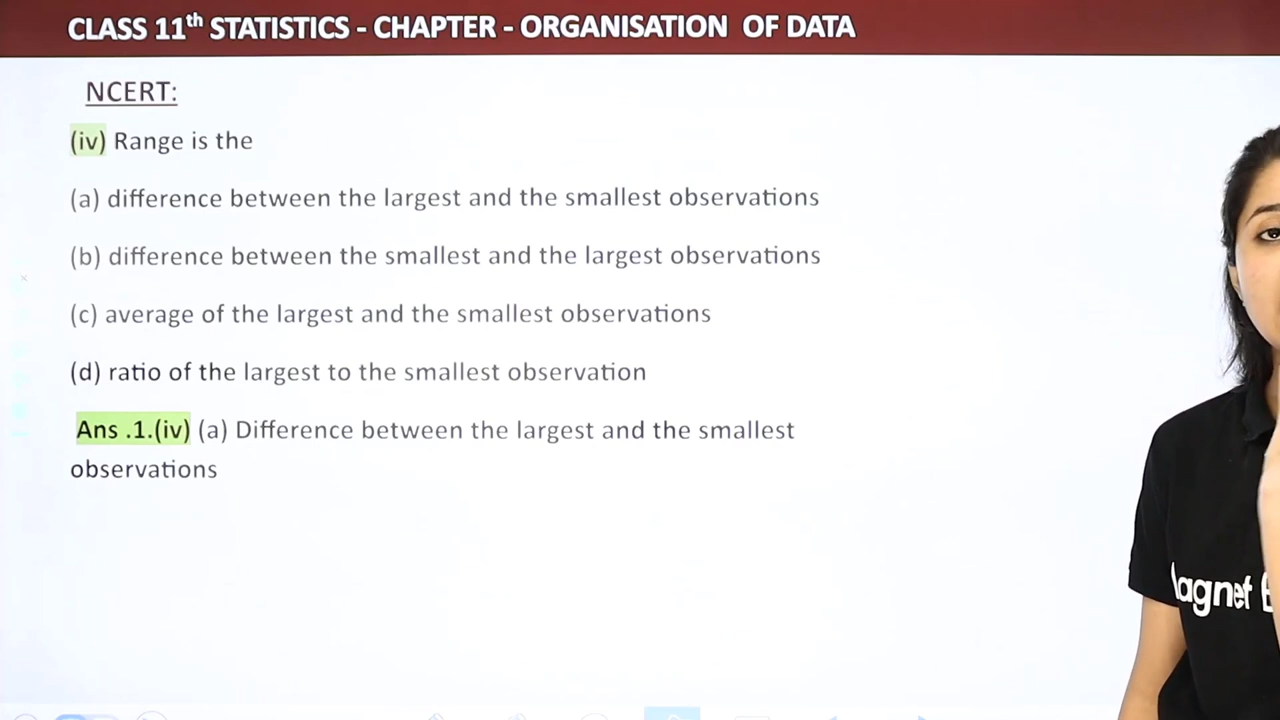 CLASS 11th STATISTICS - CHAPTER - ORGANISATION OF DATA
NCERT:
(iv) Range is the
(a) difference between the largest and the smallest observations
(b) difference between the smallest and the largest observations
(c) average of the largest and the smallest observations
(d) ratio of the largest to the smallest observation
Ans .1.(iv) (a) Difference between the largest and the smallest
observations